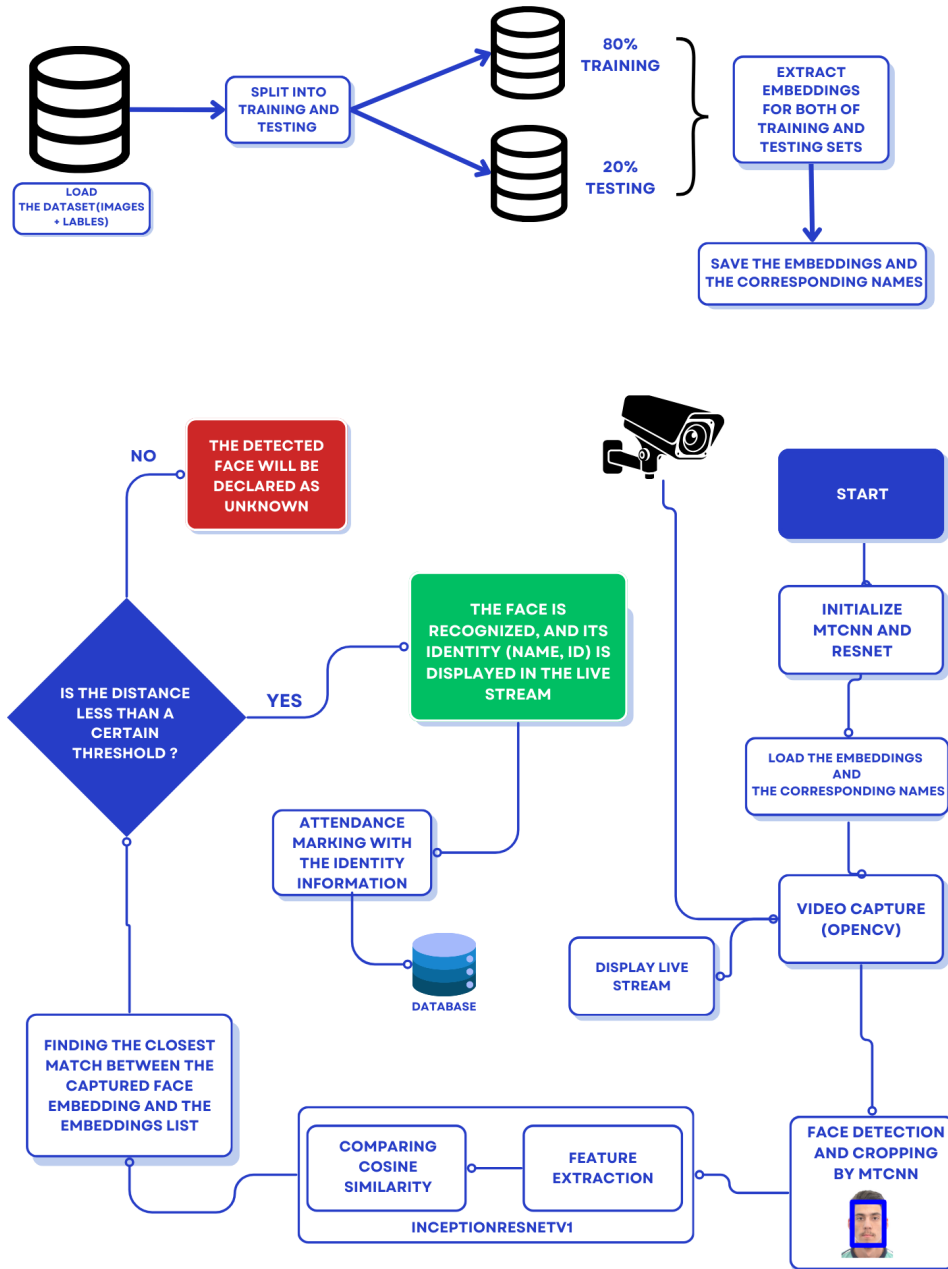 LOAD
THE DATASET(IMAGES
+ LABLES)
SPLIT INTO
TRAINING AND
TESTING
80%
TRAINING
20%
TESTING
EXTRACT
EMBEDDINGS
FOR BOTH OF
TRAINING AND
TESTING SETS
SAVE THE EMBEDDINGS AND
THE CORRESPONDING NAMES
START
INITIALIZE
MTCNN AND
RESNET
LOAD THE EMBEDDINGS
AND
THE CORRESPONDING NAMES
VIDEO CAPTURE
(OPENCV)
DISPLAY LIVE
STREAM
FACE DETECTION
AND CROPPING
BY MTCNN
FEATURE
EXTRACTION
COMPARING
COSINE
SIMILARITY
INCEPTIONRESNETV1
FINDING THE CLOSEST
MATCH BETWEEN THE
CAPTURED FACE
EMBEDDING AND THE
EMBEDDINGS LIST
IS THE DISTANCE
LESS THAN A
CERTAIN
THRESHOLD ?
NO
THE DETECTED
FACE WILL BE
DECLARED AS
UNKNOWN
YES
THE FACE IS
RECOGNIZED, AND ITS
IDENTITY (NAME, ID) IS
DISPLAYED IN THE LIVE
STREAM
ATTENDANCE
MARKING WITH
THE IDENTITY
INFORMATION
DATABASE